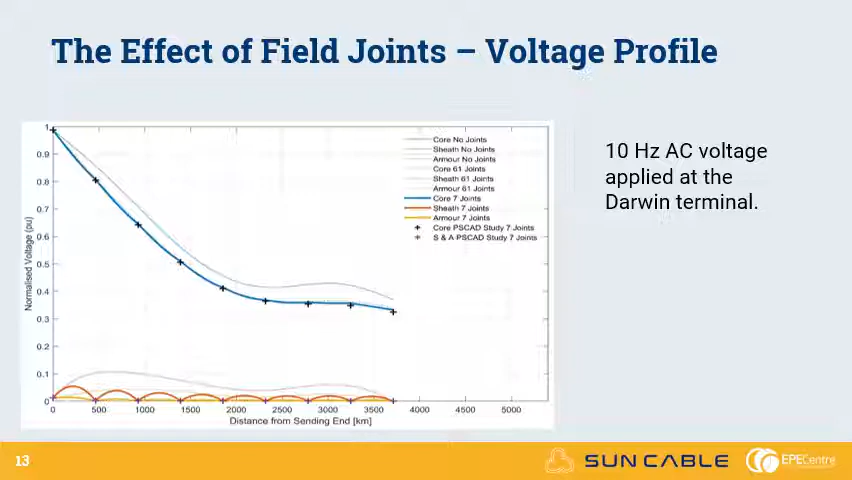 The Effect of Field Joints – Voltage Profile
1
0.9
0.8
0.7
0.6
0.5
0.4
0.3
0.2
0.1
0
Normalised Voltage (pu)
Core No Joints
Sheath No Joints
Armour No Joints
Core 61 Joints
Sheath 61 Joints
Armour 61 Joints
Core 7 Joints
Sheath 7 Joints
Armour 7 Joints
Core PSCAD Study 7 Joints
S & A PSCAD Study 7 Joints
0 500 1000 1500 2000 2500 3000 3500 4000 4500 5000
Distance from Sending End [km]
10 Hz AC voltage
applied at the
Darwin terminal.
13
SUN CABLE
EPECentre